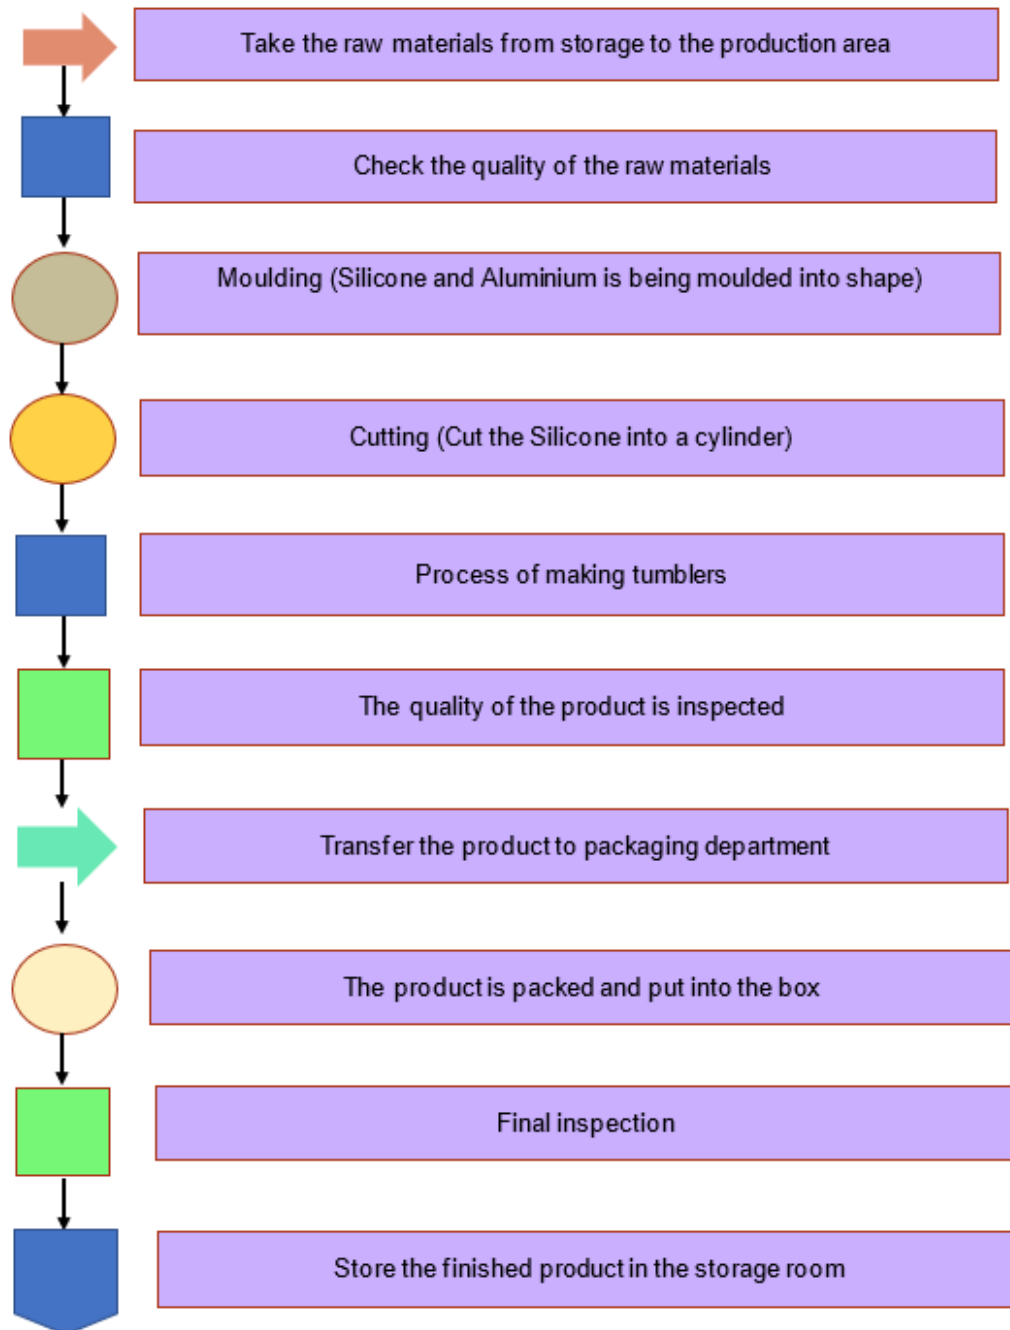 Take the raw materials from storage to the production area
Check the quality of the raw materials
Moulding (Silicone and Aluminium is being moulded into shape)
Cutting (Cut the Silicone into a cylinder)
Process of making tumblers
The quality of the product is inspected
Transfer the product to packaging department
The product is packed and put into the box
Final inspection
Store the finished product in the storage room